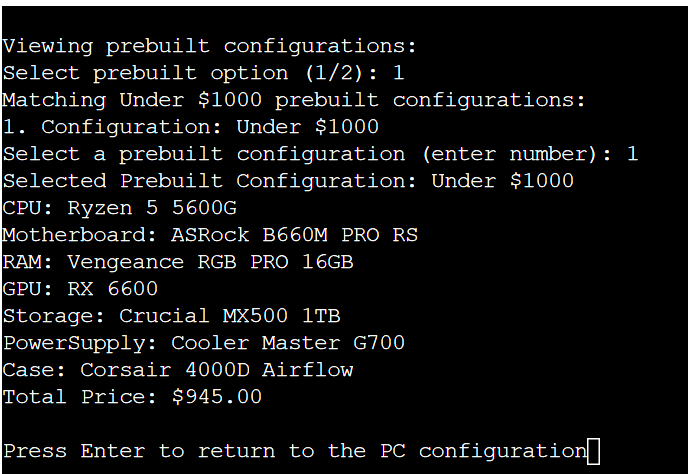 Viewing prebuilt configurations:
Select prebuilt option (1/2): 1
Matching Under $1000 prebuilt configurations:
1. Configuration: Under $1000
Select a prebuilt configuration (enter number): 1
Selected Prebuilt Configuration: Under $1000
CPU: Ryzen 5 5600G
Motherboard: ASRock B660M PRO RS
RAM: Vengeance RGB PRO 16GB
GPU: RX 6600
Storage: Crucial MX500 1TB
PowerSupply: Cooler Master G700
Case: Corsair 4000D Airflow
Total Price: $945.00
Press Enter to return to the PC configuration